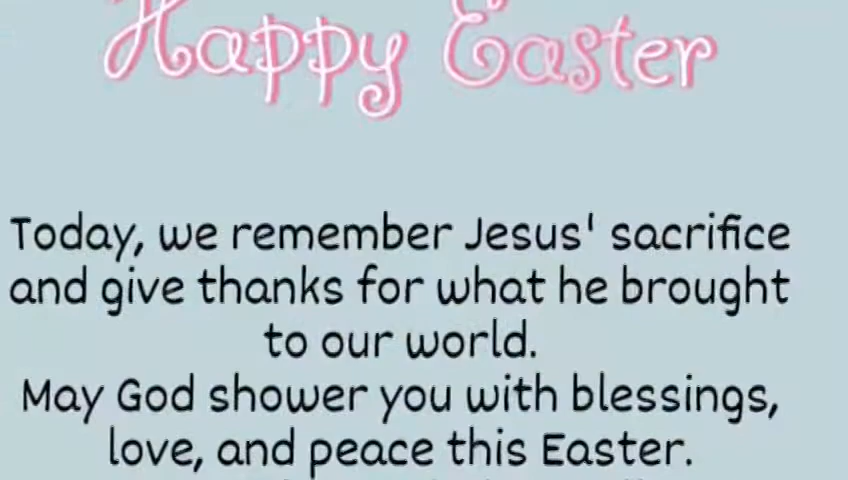 Happy Easter
Today, we remember Jesus' sacrifice
and give thanks for what he brought
to our world.
May God shower you with blessings,
love, and peace this Easter.